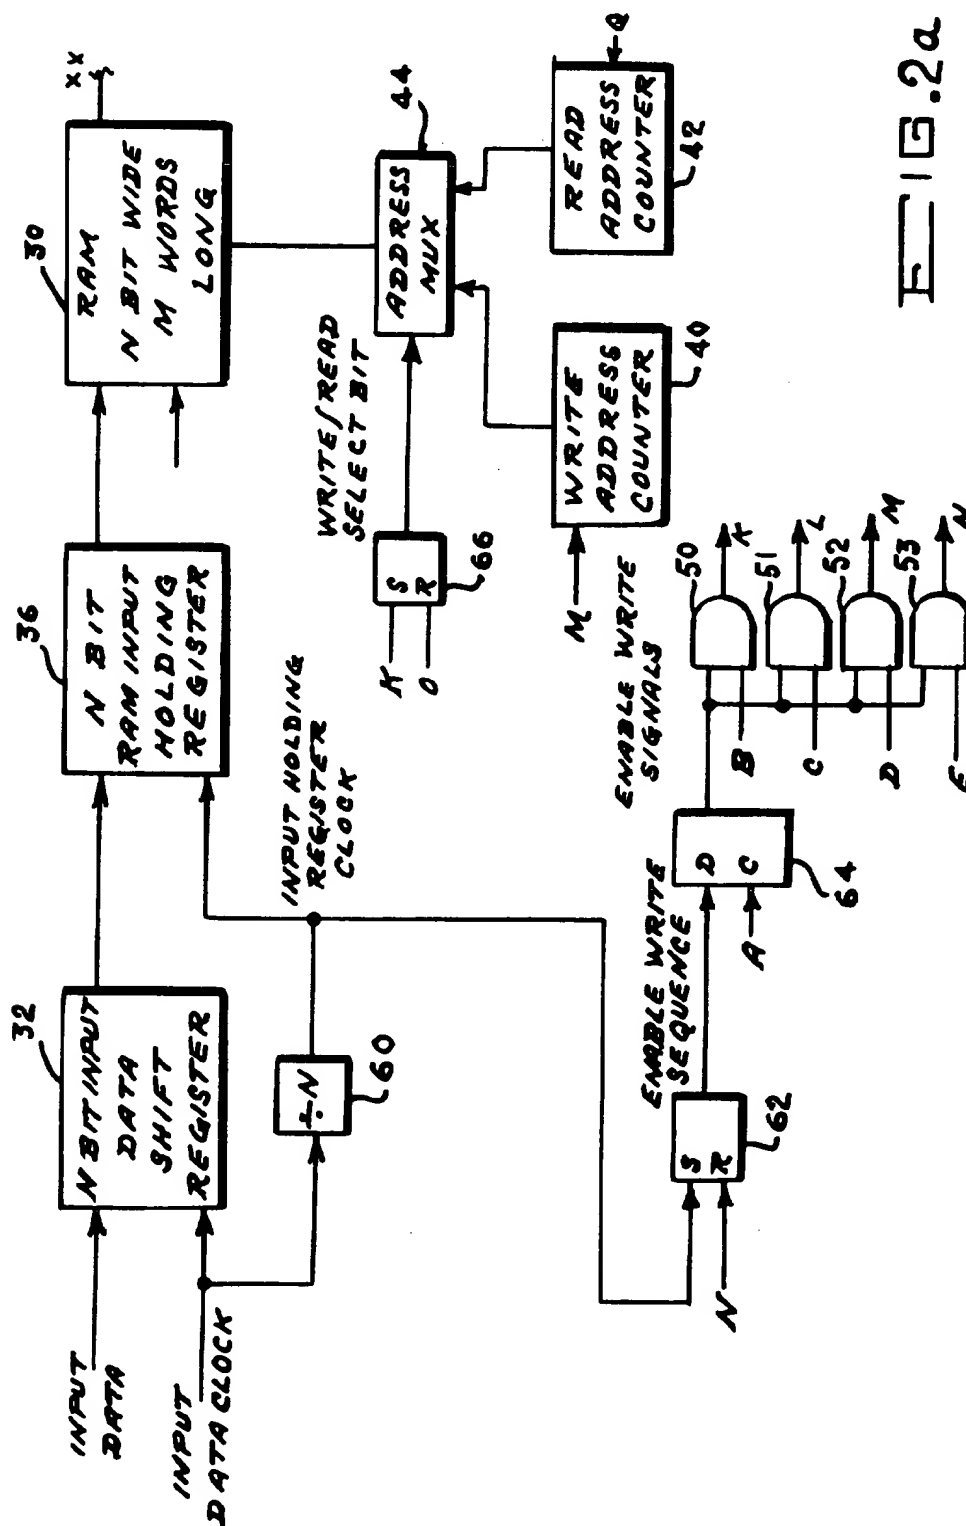 INPUT
DATA
INPUT
DATA CLOCK
32
N BIT INPUT
DATA
SHIFT
REGISTER
÷N
60
INPUT HOLDING
REGISTER
CLOCK
36
N BIT
RAM INPUT
HOLDING
REGISTER
30
RAM
N BIT WIDE
M WORDS
LONG
XX
WRITE/READ
SELECT BIT
K
O
S
R
66
44
ADDRESS
MUX
M
WRITE
ADDRESS
COUNTER
40
READ
ADDRESS
COUNTER
42
Q
N
S
R
62
ENABLE WRITE
SEQUENCE
A
D
C
64
ENABLE WRITE
SIGNALS
B
C
D
E
50
51
52
53
K
L
M
N
FIG.2a